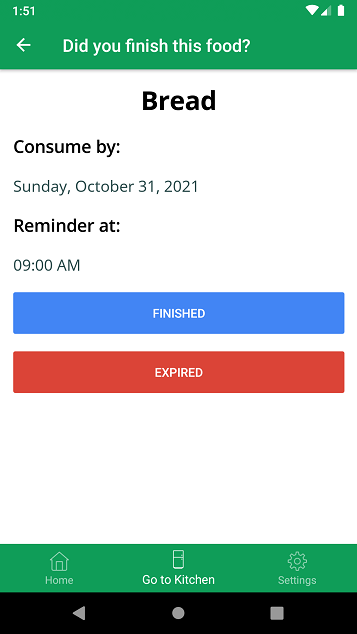 1:51
Did you finish this food?
Bread
Consume by:
Sunday, October 31, 2021
Reminder at:
09:00 AM
FINISHED
EXPIRED
Home
Go to Kitchen
Settings